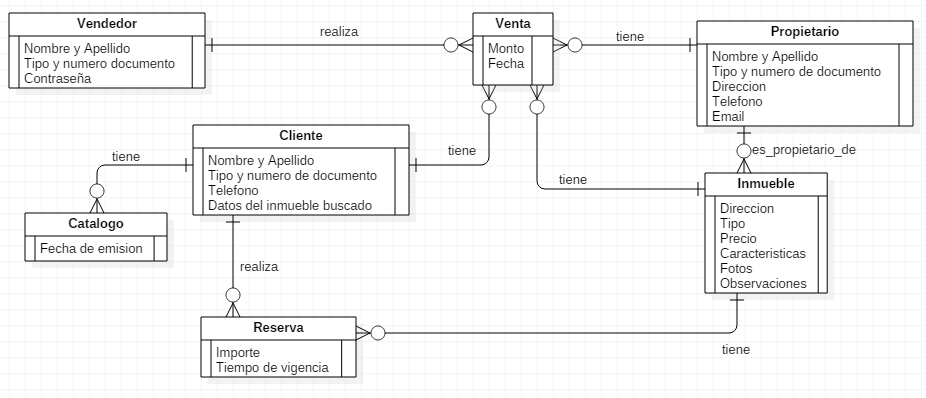 Vendedor
Nombre y Apellido
Tipo y numero documento
Contraseña
realiza
Venta
Monto
Fecha
tiene
Propietario
Nombre y Apellido
Tipo y numero de documento
Direccion
Telefono
Email
Cliente
Nombre y Apellido
Tipo y numero de documento
Telefono
Datos del inmueble buscado
tiene
tiene
es_propietario_de
tiene
Inmueble
Direccion
Tipo
Precio
Caracteristicas
Fotos
Observaciones
Catalogo
Fecha de emision
realiza
Reserva
Importe
Tiempo de vigencia
tiene